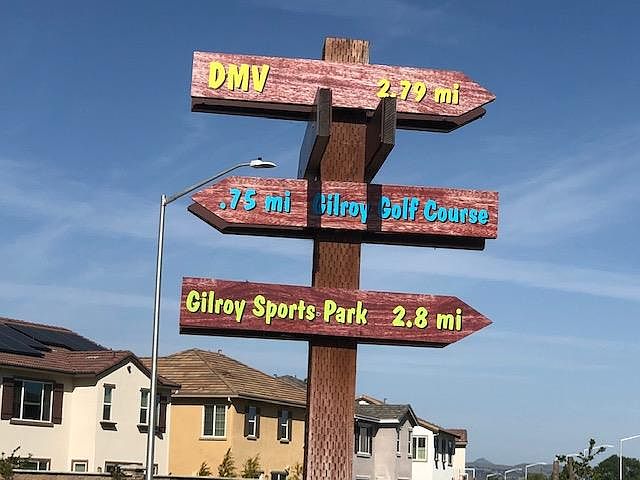 DMV 2.79 mi
.75 mi Gilroy Golf Course
Gilroy Sports Park 2.8 mi